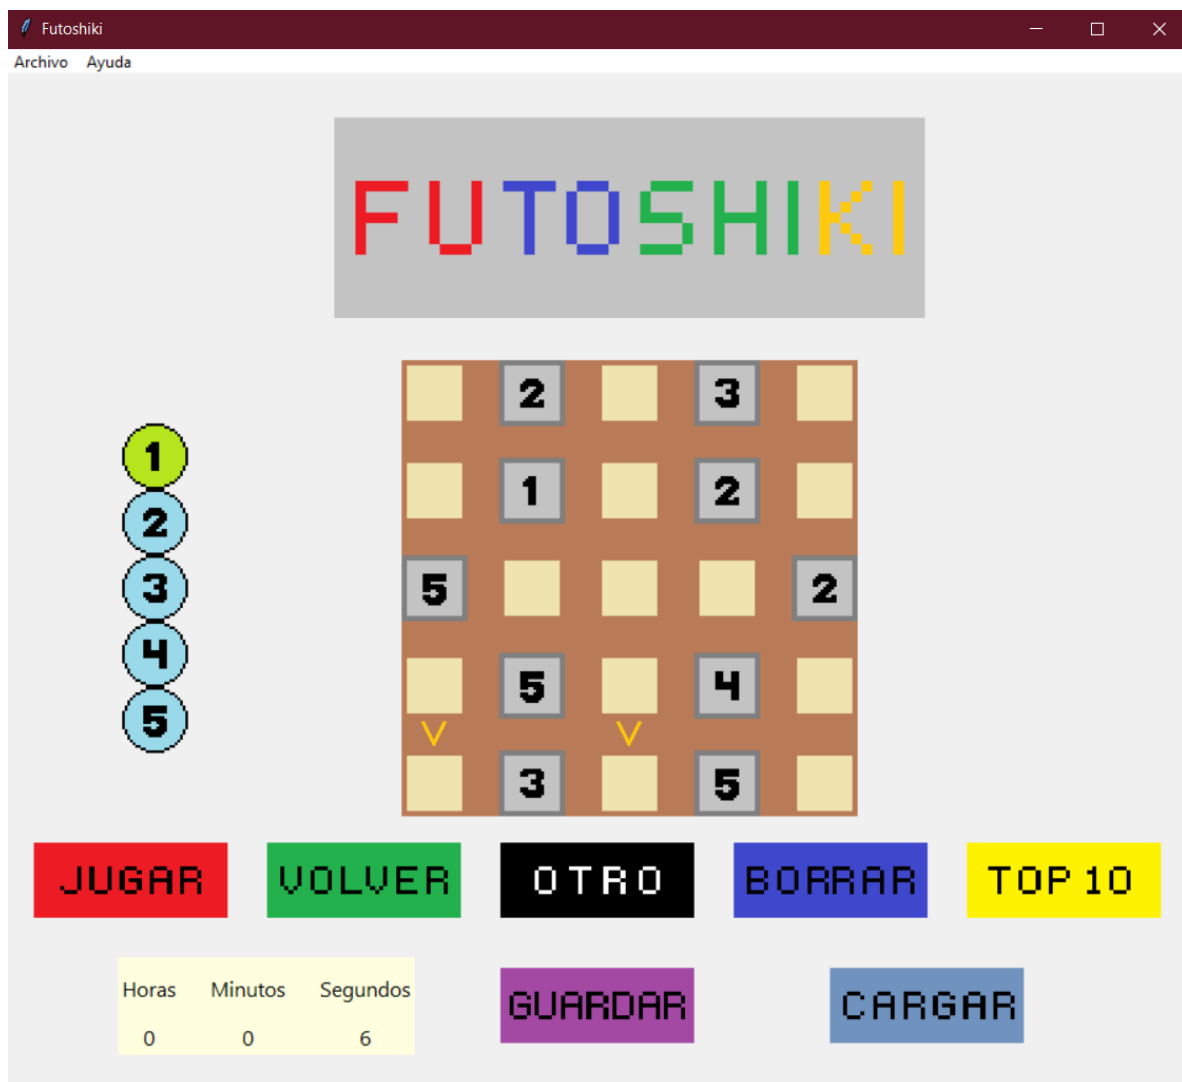 Futoshiki
Archivo Ayuda
FUTOSHIKI
2 3
1 2
5 2
5 4
V V
3 5
1
2
3
4
5
JUGAR VOLVER OTRO BORRAR TOP 10
Horas Minutos Segundos
0 0 6
GUARDAR CARGAR